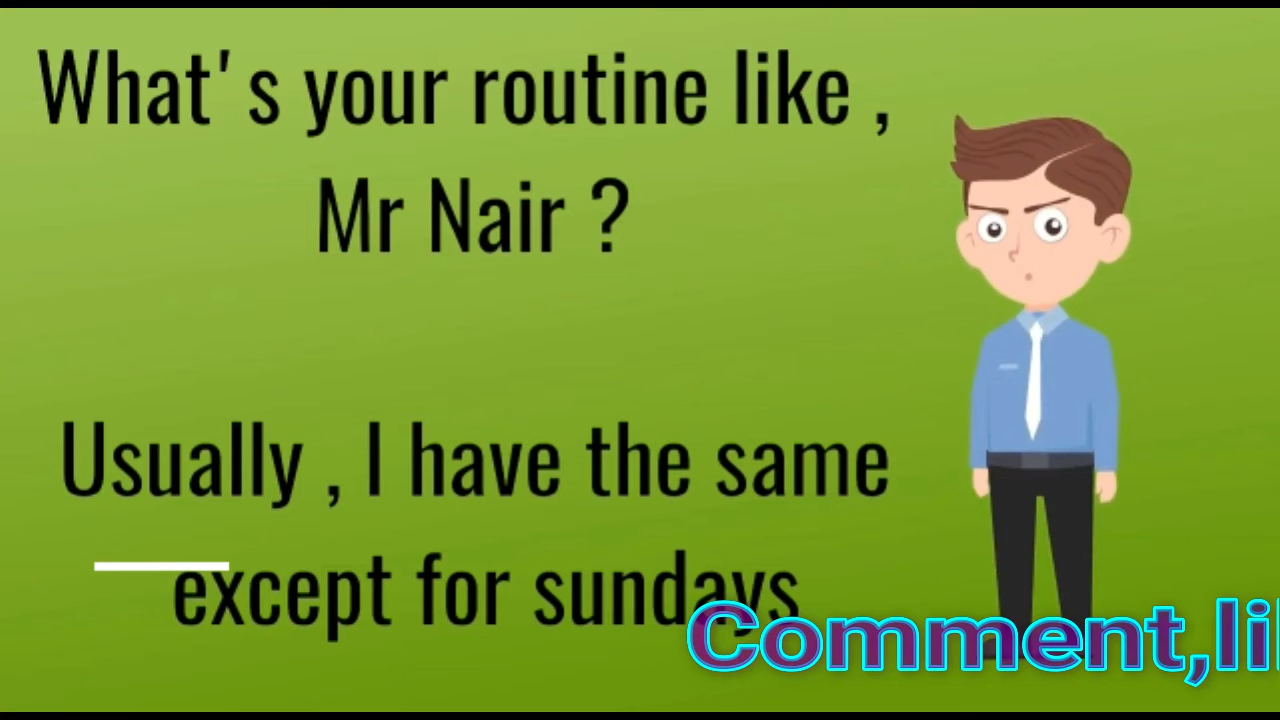 What's your routine like ,
Mr Nair ?
Usually , I have the same
except for sundays
Comment,li